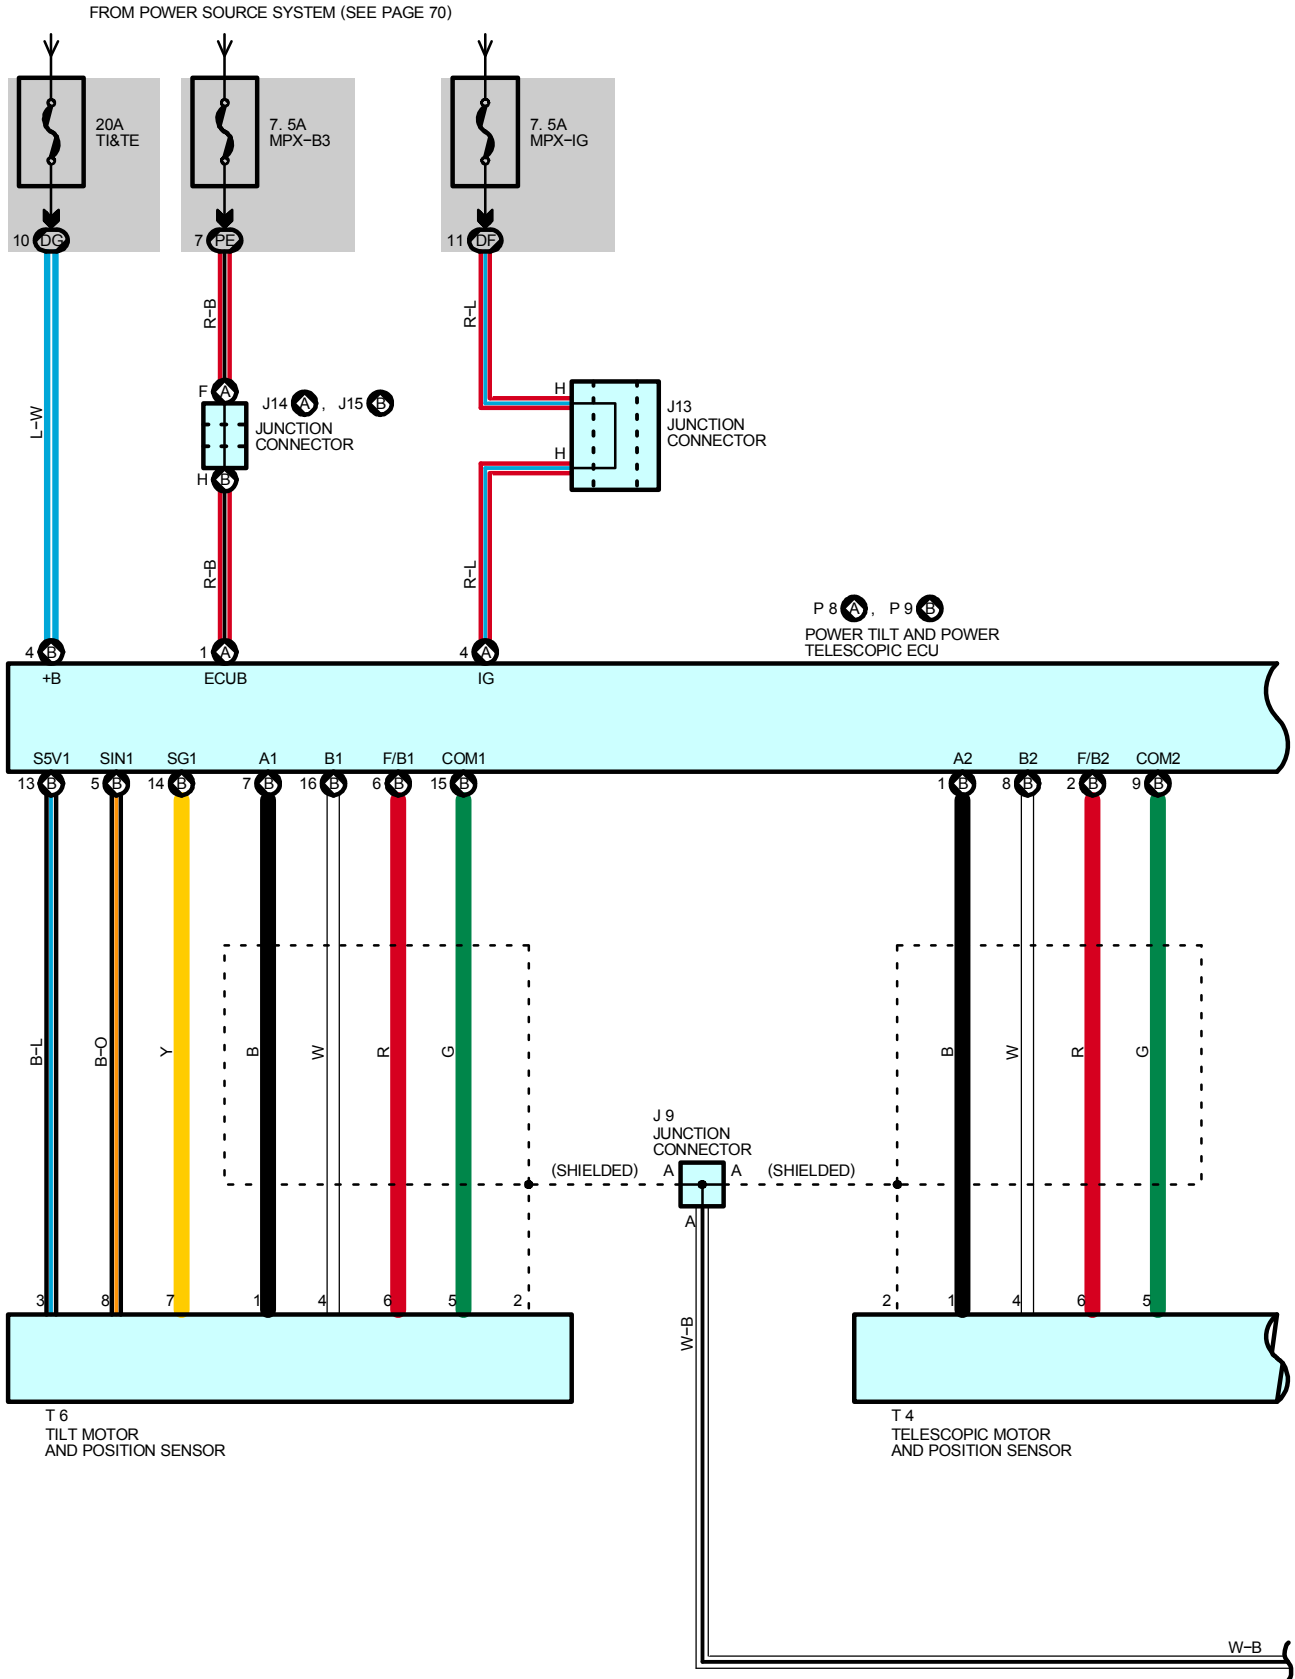 FROM POWER SOURCE SYSTEM (SEE PAGE 70)
20A
TI&TE
7. 5A
MPX−B3
7. 5A
MPX−IG
10 DG
7 PE
11 DF
L−W
R−B
R−L
F A
J14 A , J15 B
JUNCTION
CONNECTOR
H B
H
H
J13
JUNCTION
CONNECTOR
R−B
R−L
P 8 A , P 9 B
POWER TILT AND POWER
TELESCOPIC ECU
4 B
1 A
4 A
+B
ECUB
IG
S5V1
SIN1
SG1
A1
B1
F/B1
COM1
A2
B2
F/B2
COM2
13 B
5 B
14 B
7 B
16 B
6 B
15 B
1 B
8 B
2 B
9 B
B−L
B−O
Y
B
W
R
G
B
W
R
G
J 9
JUNCTION
CONNECTOR
(SHIELDED)
A
A
(SHIELDED)
A
W−B
3
8
7
1
4
6
5
2
2
1
4
6
5
T 6
TILT MOTOR
AND POSITION SENSOR
T 4
TELESCOPIC MOTOR
AND POSITION SENSOR
W−B